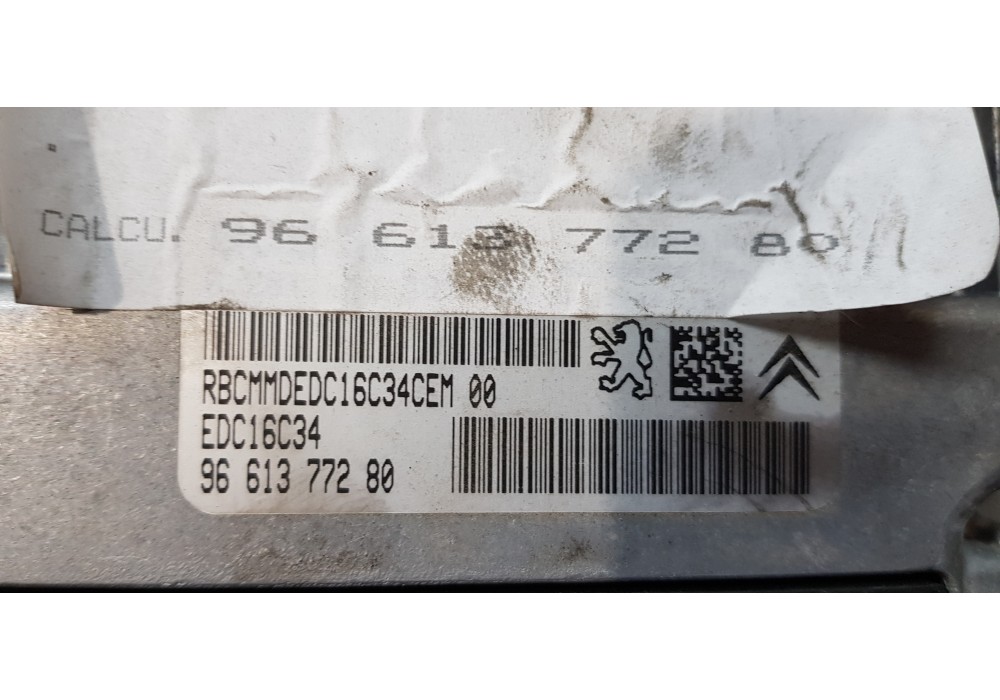 CALCU. 96 613 772 80
RBCMMDEDC16C34CEM 00
EDC16C34
96 613 772 80